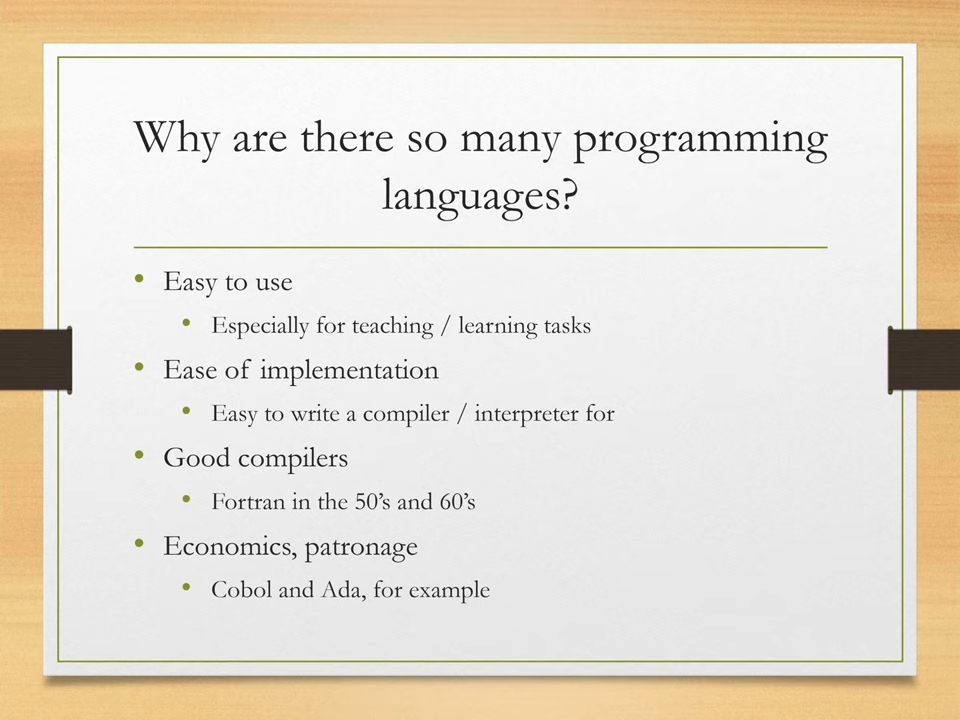 Why are there so many programming
languages?
• Easy to use
• Especially for teaching / learning tasks
• Ease of implementation
• Easy to write a compiler / interpreter for
• Good compilers
• Fortran in the 50’s and 60’s
• Economics, patronage
• Cobol and Ada, for example